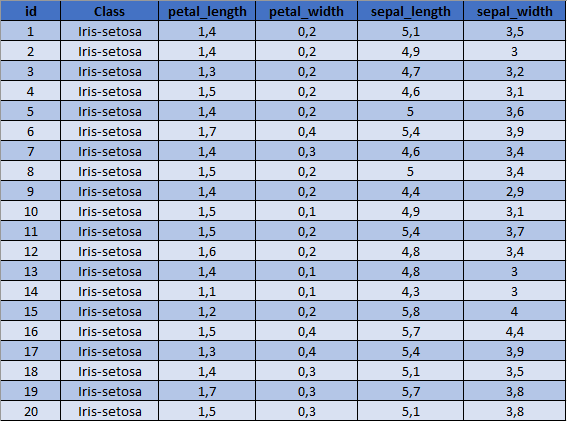 id Class petal_length petal_width sepal_length sepal_width
1 Iris-setosa 1,4 0,2 5,1 3,5
2 Iris-setosa 1,4 0,2 4,9 3
3 Iris-setosa 1,3 0,2 4,7 3,2
4 Iris-setosa 1,5 0,2 4,6 3,1
5 Iris-setosa 1,4 0,2 5 3,6
6 Iris-setosa 1,7 0,4 5,4 3,9
7 Iris-setosa 1,4 0,3 4,6 3,4
8 Iris-setosa 1,5 0,2 5 3,4
9 Iris-setosa 1,4 0,2 4,4 2,9
10 Iris-setosa 1,5 0,1 4,9 3,1
11 Iris-setosa 1,5 0,2 5,4 3,7
12 Iris-setosa 1,6 0,2 4,8 3,4
13 Iris-setosa 1,4 0,1 4,8 3
14 Iris-setosa 1,1 0,1 4,3 3
15 Iris-setosa 1,2 0,2 5,8 4
16 Iris-setosa 1,5 0,4 5,7 4,4
17 Iris-setosa 1,3 0,4 5,4 3,9
18 Iris-setosa 1,4 0,3 5,1 3,5
19 Iris-setosa 1,7 0,3 5,7 3,8
20 Iris-setosa 1,5 0,3 5,1 3,8